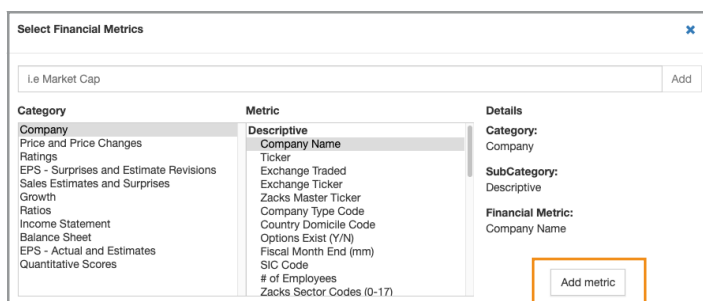 Select Financial Metrics
i.e Market Cap
Add
Category
Company
Price and Price Changes
Ratings
EPS - Surprises and Estimate Revisions
Sales Estimates and Surprises
Growth
Ratios
Income Statement
Balance Sheet
EPS - Actual and Estimates
Quantitative Scores
Metric
Descriptive
Company Name
Ticker
Exchange Traded
Exchange Ticker
Zacks Master Ticker
Company Type Code
Country Domicile Code
Options Exist (Y/N)
Fiscal Month End (mm)
SIC Code
# of Employees
Zacks Sector Codes (0-17)
Details
Category:
Company
SubCategory:
Descriptive
Financial Metric:
Company Name
Add metric